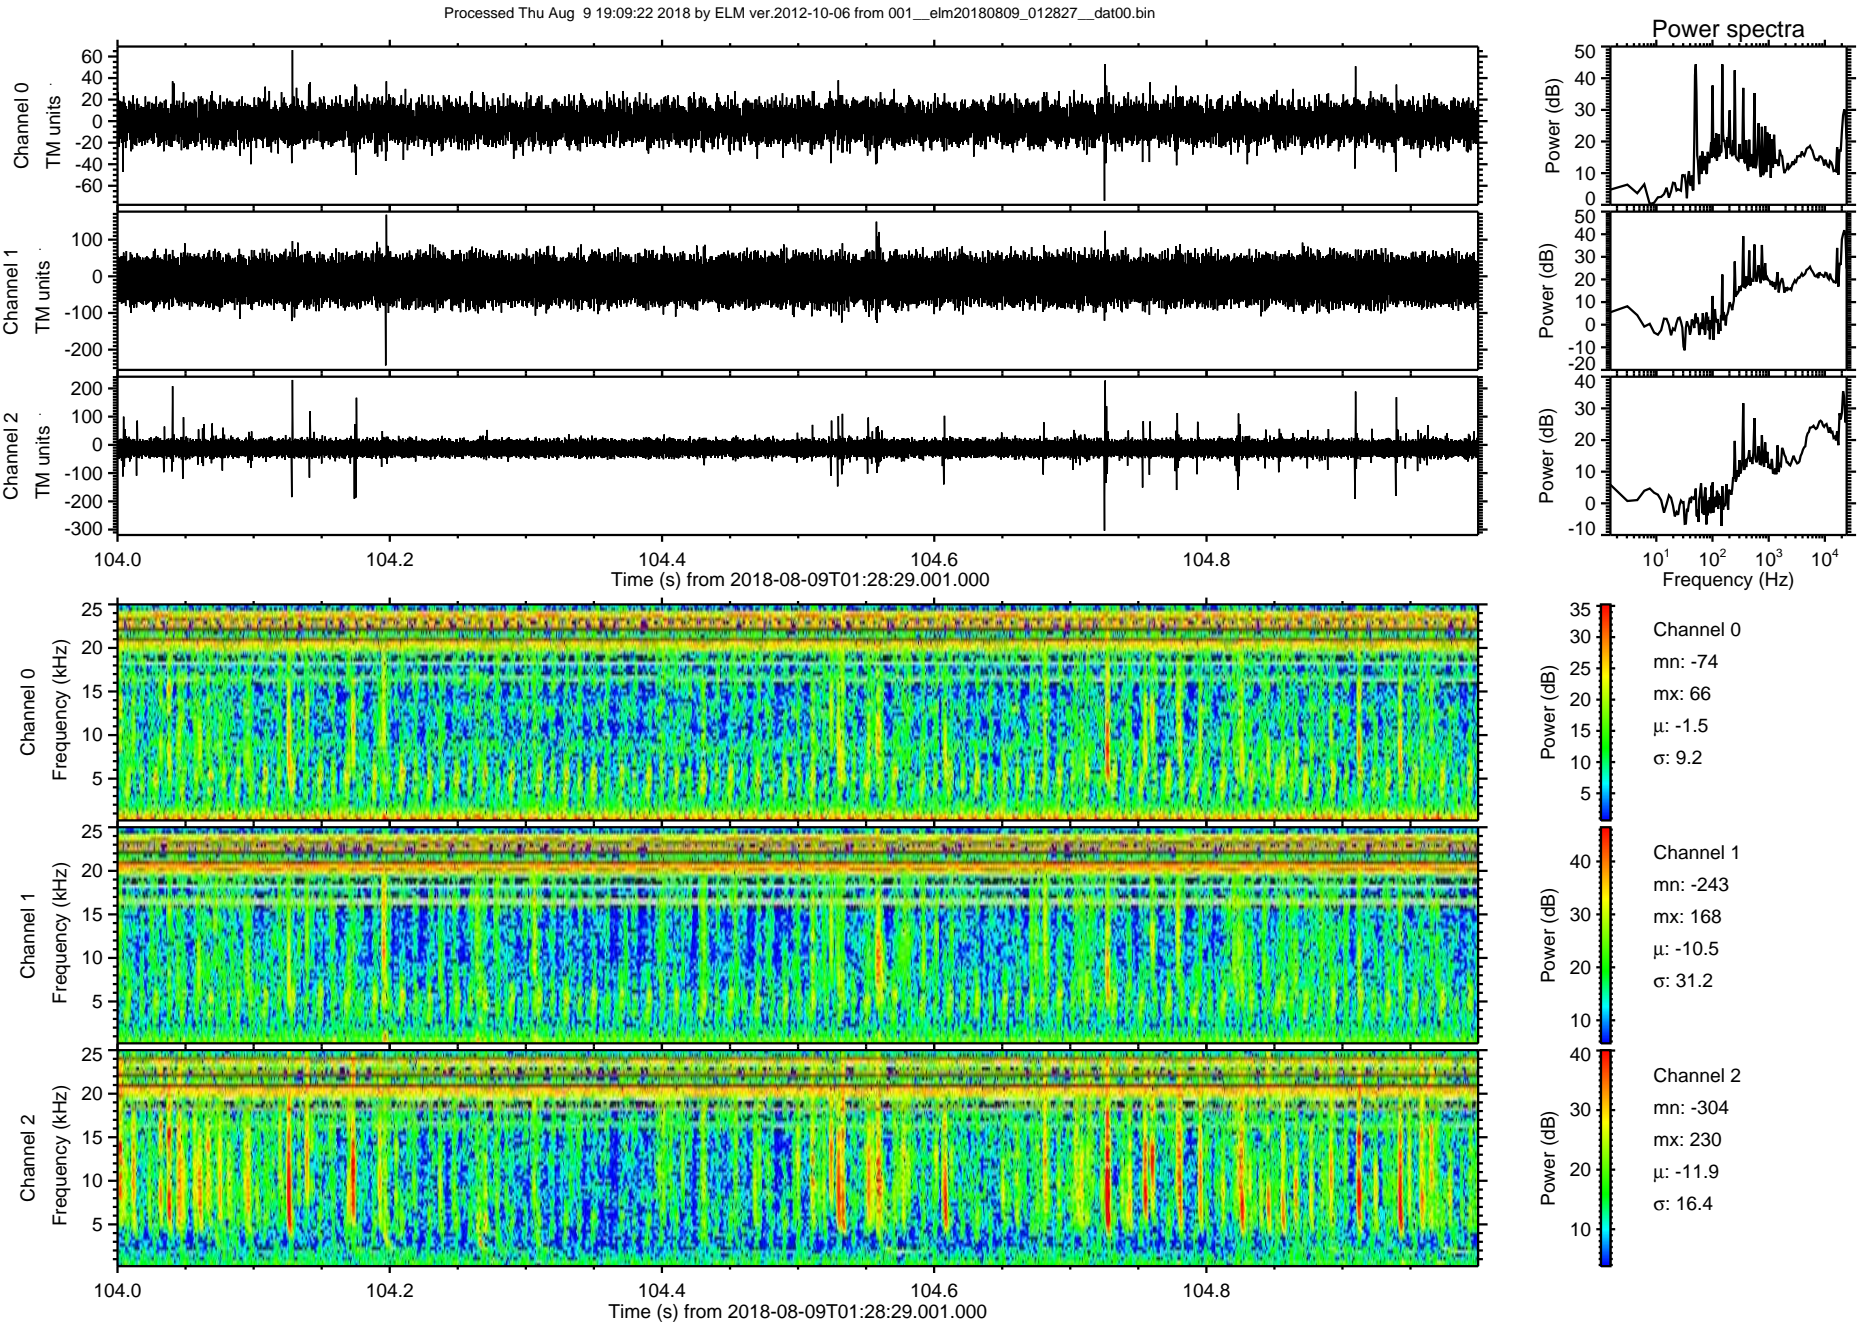 Processed Thu Aug  9 19:09:22 2018 by ELM ver.2012-10-06 from 001__elm20180809_012827__dat00.bin
Power spectra
Channel 0
TM units
60
40
20
0
-20
-40
-60
Power (dB)
50
40
30
20
10
0
Channel 1
TM units
100
0
-100
-200
Power (dB)
50
40
30
20
10
0
-10
-20
Channel 2
TM units
200
100
0
-100
-200
-300
Power (dB)
40
30
20
10
0
-10
104.0 104.2 104.4 104.6 104.8
Time (s) from 2018-08-09T01:28:29.001.000
10¹ 10² 10³ 10⁴
Frequency (Hz)
Channel 0
Frequency (kHz)
25
20
15
10
5
Power (dB)
35
30
25
20
15
10
5
Channel 0
mn: -74
mx: 66
μ: -1.5
σ: 9.2
Channel 1
Frequency (kHz)
25
20
15
10
5
Power (dB)
40
30
20
10
Channel 1
mn: -243
mx: 168
μ: -10.5
σ: 31.2
Channel 2
Frequency (kHz)
25
20
15
10
5
Power (dB)
40
30
20
10
Channel 2
mn: -304
mx: 230
μ: -11.9
σ: 16.4
104.0 104.2 104.4 104.6 104.8
Time (s) from 2018-08-09T01:28:29.001.000